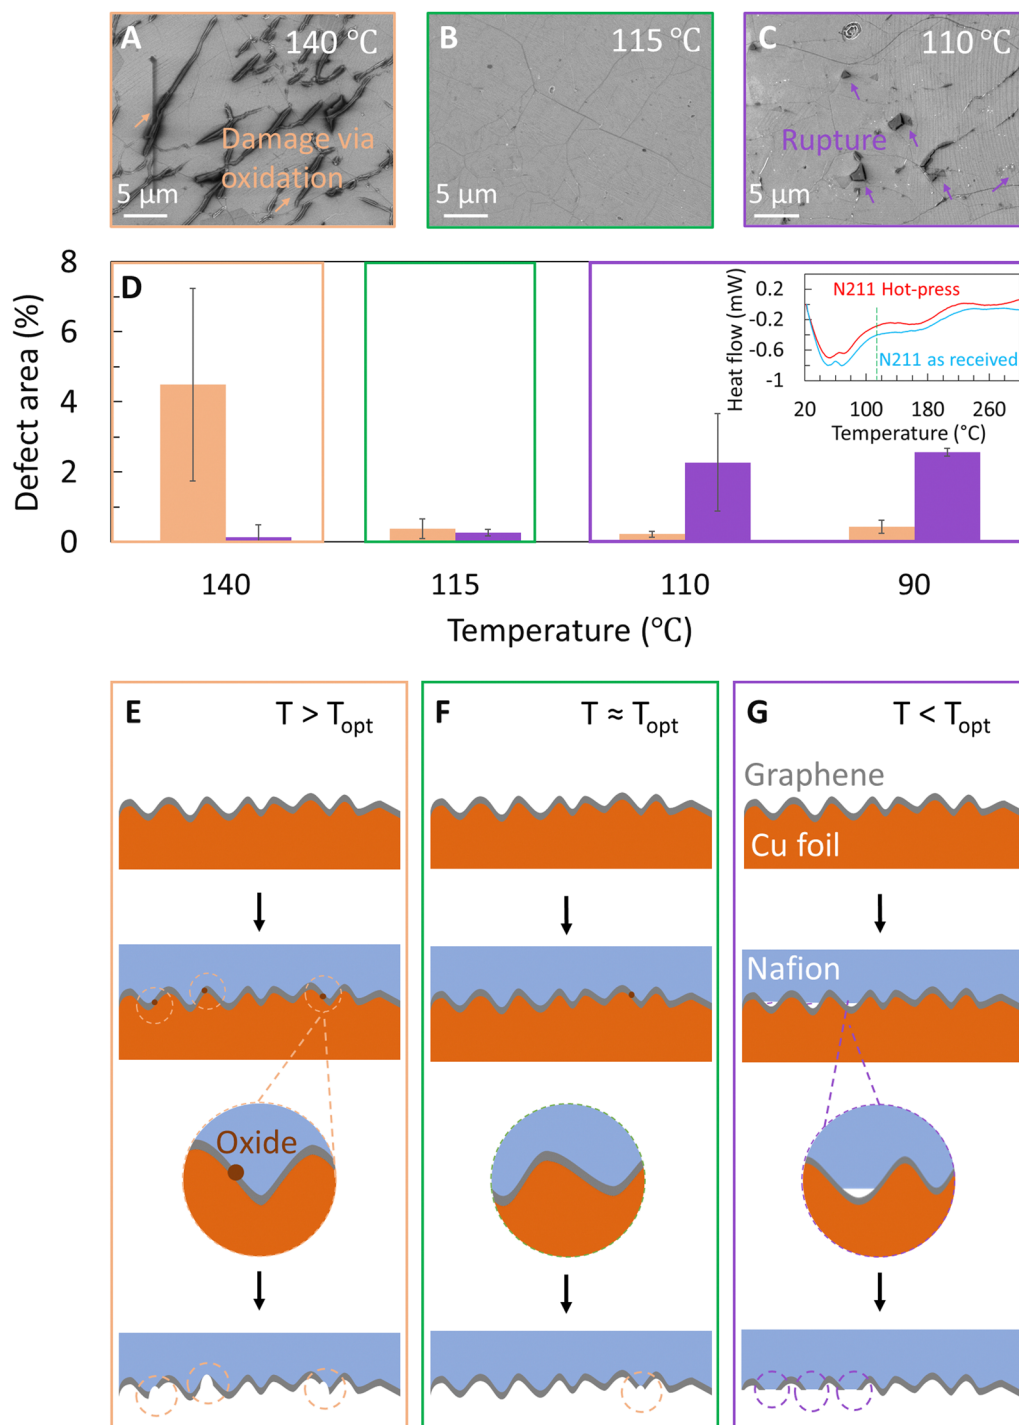 A
140 °C
Damage via
oxidation
5 µm
B
115 °C
5 µm
C
110 °C
Rupture
5 µm
D
Defect area (%)
8
6
4
2
0
140
115
110
90
Temperature (°C)
Heat flow (mW)
0.2
-0.2
-0.6
-1
N211 Hot-press
N211 as received
20
100
180
260
Temperature (°C)
E
T > Topt
Oxide
F
T ≈ Topt
G
T < Topt
Graphene
Cu foil
Nafion